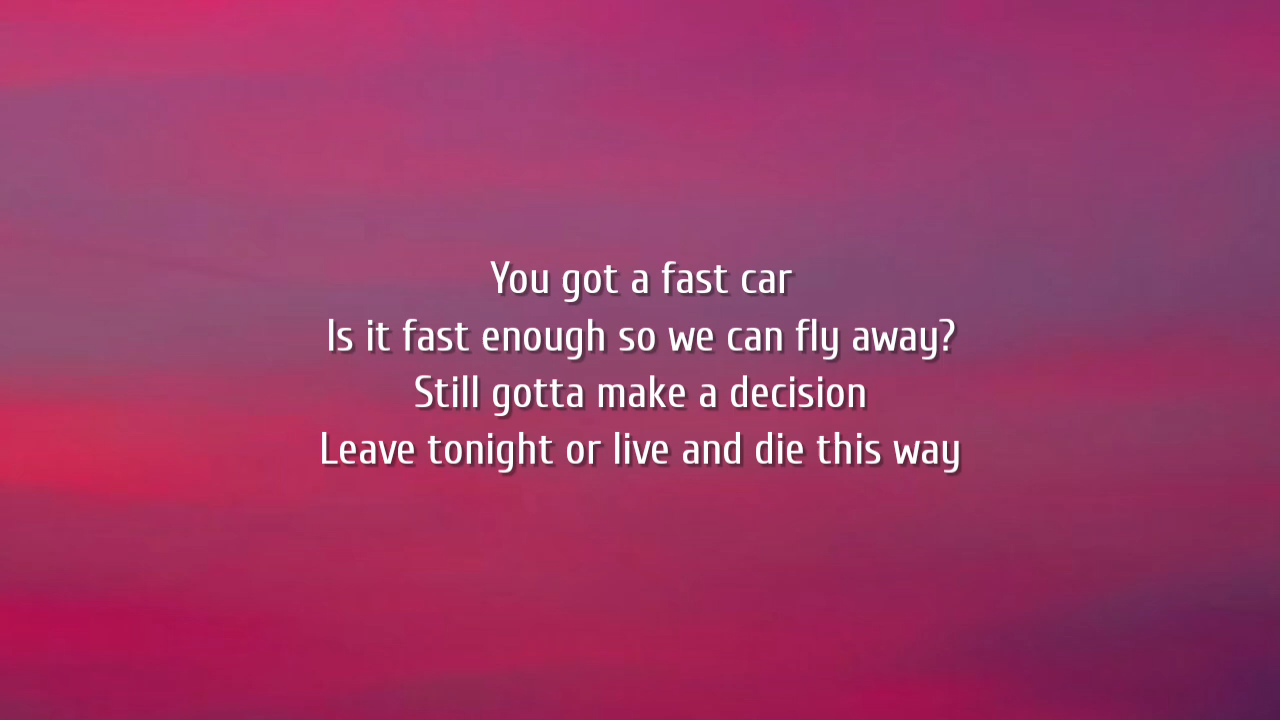 You got a fast car
Is it fast enough so we can fly away?
Still gotta make a decision
Leave tonight or live and die this way